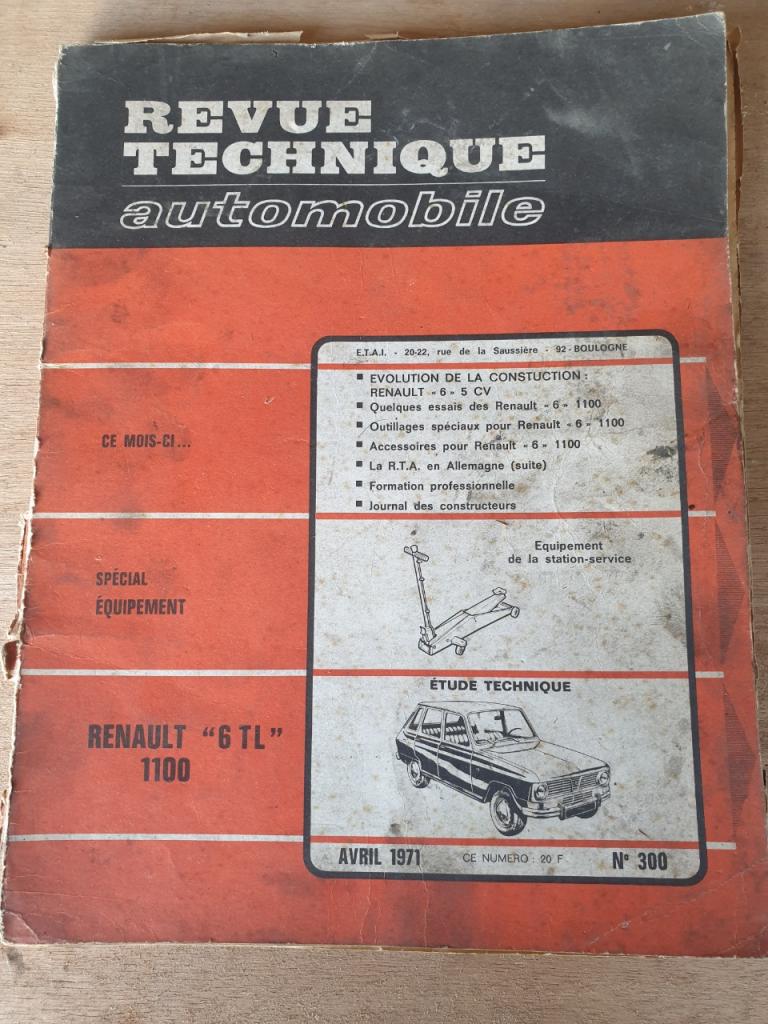 REVUE
TECHNIQUE
automobile
E.T.A.I. - 20-22, rue de la Saussière - 92 - BOULOGNE
CE MOIS-CI...
■ EVOLUTION DE LA CONSTUCTION :
RENAULT « 6 » 5 CV
■ Quelques essais des Renault « 6 » 1100
■ Outillages spéciaux pour Renault « 6 » 1100
■ Accessoires pour Renault « 6 » 1100
■ La R.T.A. en Allemagne (suite)
■ Formation professionnelle
■ Journal des constructeurs
SPÉCIAL
ÉQUIPEMENT
Equipement
de la station-service
RENAULT "6 TL"
1100
ÉTUDE TECHNIQUE
AVRIL 1971 CE NUMERO : 20 F N° 300